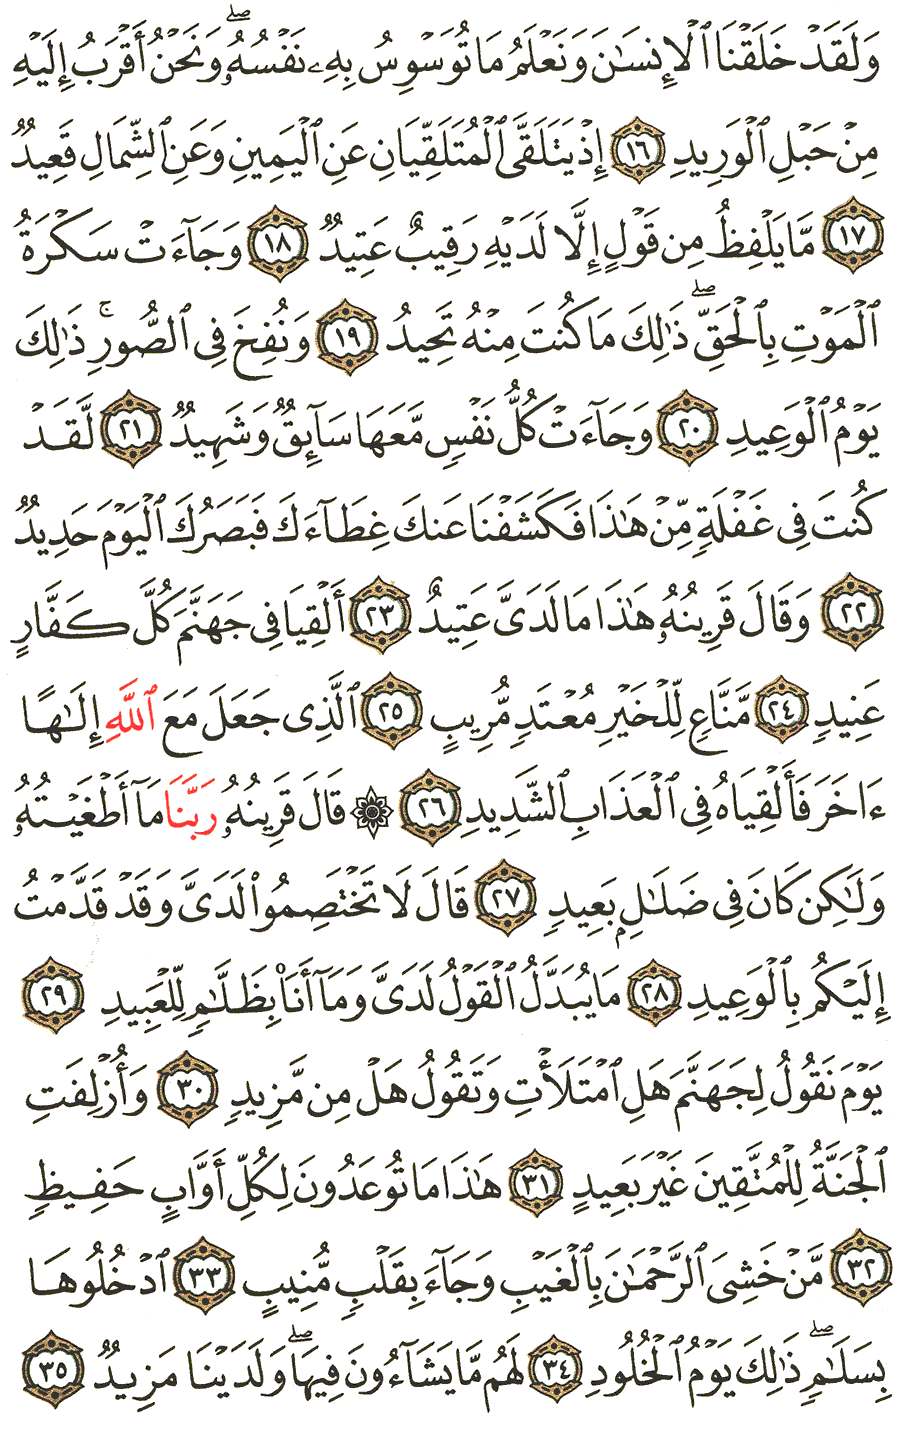 وَلَقَدْ خَلَقْنَا ٱلْإِنسَـٰنَ وَنَعْلَمُ مَا تُوَسْوِسُ بِهِۦ نَفْسُهُۥ ۖ وَنَحْنُ أَقْرَبُ إِلَيْهِ
مِنْ حَبْلِ ٱلْوَرِيدِ ١٦ إِذْ يَتَلَقَّى ٱلْمُتَلَقِّيَانِ عَنِ ٱلْيَمِينِ وَعَنِ ٱلشِّمَالِ قَعِيدٌ
١٧ مَّا يَلْفِظُ مِن قَوْلٍ إِلَّا لَدَيْهِ رَقِيبٌ عَتِيدٌ ١٨ وَجَآءَتْ سَكْرَةُ
ٱلْمَوْتِ بِٱلْحَقِّ ۖ ذَٰلِكَ مَا كُنتَ مِنْهُ تَحِيدُ ١٩ وَنُفِخَ فِى ٱلصُّورِ ۚ ذَٰلِكَ
يَوْمُ ٱلْوَعِيدِ ٢٠ وَجَآءَتْ كُلُّ نَفْسٍ مَّعَهَا سَآئِقٌ وَشَهِيدٌ ٢١ لَّقَدْ
كُنتَ فِى غَفْلَةٍ مِّنْ هَـٰذَا فَكَشَفْنَا عَنكَ غِطَآءَكَ فَبَصَرُكَ ٱلْيَوْمَ حَدِيدٌ
٢٢ وَقَالَ قَرِينُهُۥ هَـٰذَا مَا لَدَىَّ عَتِيدٌ ٢٣ أَلْقِيَا فِى جَهَنَّمَ كُلَّ كَفَّارٍ
عَنِيدٍ ٢٤ مَّنَّاعٍ لِّلْخَيْرِ مُعْتَدٍ مُّرِيبٍ ٢٥ ٱلَّذِى جَعَلَ مَعَ ٱللَّهِ إِلَـٰهًا
ءَاخَرَ فَأَلْقِيَاهُ فِى ٱلْعَذَابِ ٱلشَّدِيدِ ٢٦ ۞ قَالَ قَرِينُهُۥ رَبَّنَا مَآ أَطْغَيْتُهُۥ
وَلَـٰكِن كَانَ فِى ضَلَـٰلٍۭ بَعِيدٍ ٢٧ قَالَ لَا تَخْتَصِمُوا۟ لَدَىَّ وَقَدْ قَدَّمْتُ
إِلَيْكُم بِٱلْوَعِيدِ ٢٨ مَا يُبَدَّلُ ٱلْقَوْلُ لَدَىَّ وَمَآ أَنَا۠ بِظَلَّـٰمٍ لِّلْعَبِيدِ ٢٩
يَوْمَ نَقُولُ لِجَهَنَّمَ هَلِ ٱمْتَلَأْتِ وَتَقُولُ هَلْ مِن مَّزِيدٍ ٣٠ وَأُزْلِفَتِ
ٱلْجَنَّةُ لِلْمُتَّقِينَ غَيْرَ بَعِيدٍ ٣١ هَـٰذَا مَا تُوعَدُونَ لِكُلِّ أَوَّابٍ حَفِيظٍ
٣٢ مَّنْ خَشِىَ ٱلرَّحْمَـٰنَ بِٱلْغَيْبِ وَجَآءَ بِقَلْبٍ مُّنِيبٍ ٣٣ ٱدْخُلُوهَا
بِسَلَـٰمٍ ۖ ذَٰلِكَ يَوْمُ ٱلْخُلُودِ ٣٤ لَهُم مَّا يَشَآءُونَ فِيهَا ۖ وَلَدَيْنَا مَزِيدٌ ٣٥